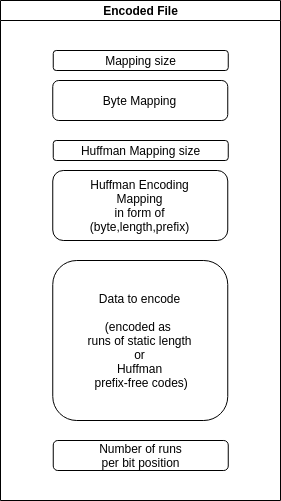 Encoded File
Mapping size
Byte Mapping
Huffman Mapping size
Huffman Encoding
Mapping
in form of
(byte,length,prefix)
Data to encode
(encoded as
runs of static length
or
Huffman
prefix-free codes)
Number of runs
per bit position